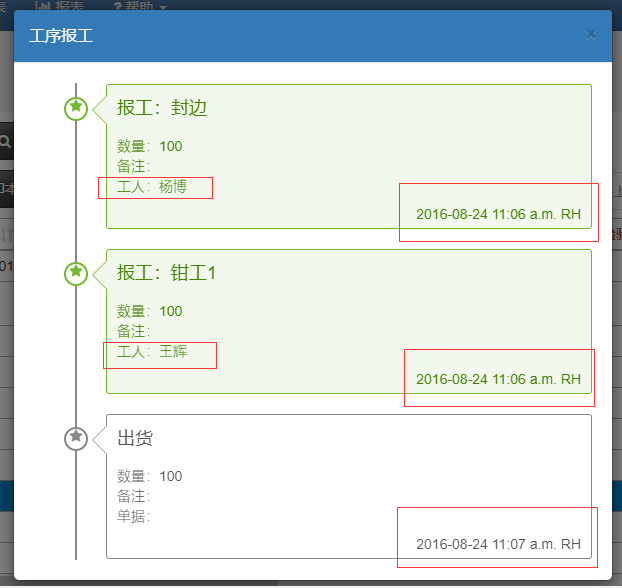 报表
? 帮助
工序报工
×
报工：封边
数量：100
备注：
工人：杨博
2016-08-24 11:06 a.m. RH
报工：钳工1
数量：100
备注：
工人：王辉
2016-08-24 11:06 a.m. RH
出货
数量：100
备注：
单据：
2016-08-24 11:07 a.m. RH